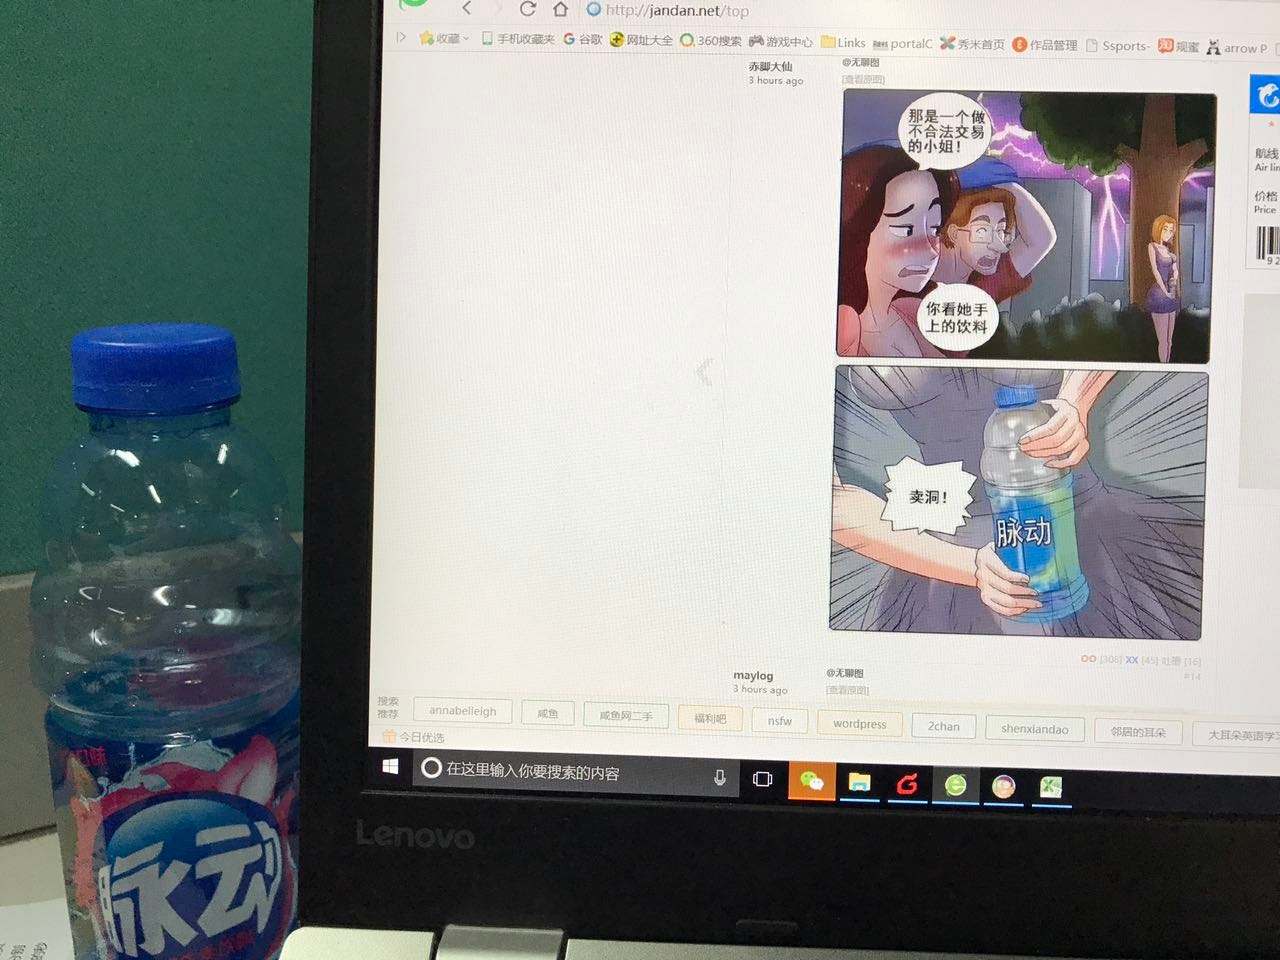 http://jandan.net/top
收藏
手机收藏夹
谷歌
网址大全
360搜索
游戏中心
Links
portalC
秀米首页
作品管理
Ssports-
规蜜
arrow P
赤脚大仙
3 hours ago
@无聊图
[查看原图]
那是一个做
不合法交易
的小姐！
你看她手
上的饮料
卖洞！
脉动
OO [308] XX [45] 吐槽 [16]
#14
航线
Air lin
价格
Price
9 2
maylog
3 hours ago
@无聊图
[查看原图]
搜索
推荐
annabelleigh
咸鱼
咸鱼网二手
福利吧
nsfw
wordpress
2chan
shenxiandao
邻居的耳朵
大耳朵英语学习
今日优选
在这里输入你要搜索的内容
Lenovo
口味
脉动